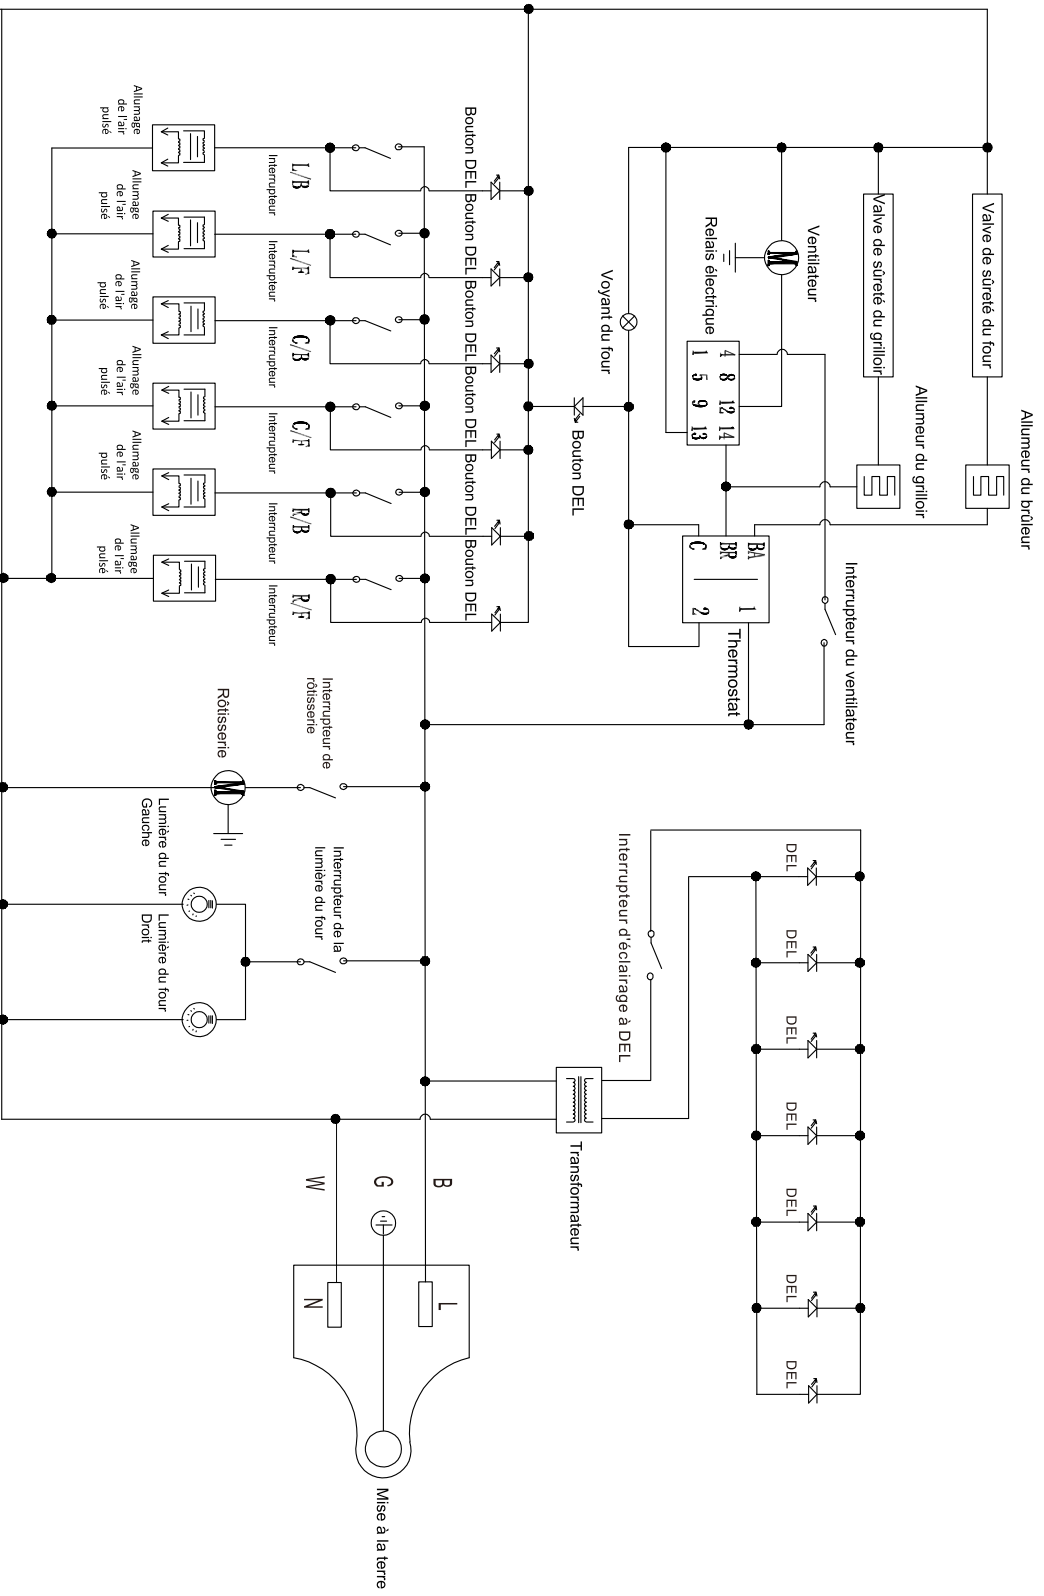 Allumeur du brûleur
Valve de sûreté du four
Allumeur du grilloir
Valve de sûreté du grilloir
Interrupteur du ventilateur
Ventilateur
DEL DEL DEL DEL DEL DEL DEL
Relais électrique
4 8 12 14
1 5 9 13
BA 1
BR
C 2
Thermostat
Interrupteur d'éclairage à DEL
Voyant du four
Bouton DEL
Transformateur
Bouton DEL Bouton DEL Bouton DEL Bouton DEL Bouton DEL Bouton DEL
B
L
G
Mise à la terre
W
N
L/B
L/F
C/B
C/F
R/B
R/F
Interrupteur
Interrupteur
Interrupteur
Interrupteur
Interrupteur
Interrupteur
Interrupteur de
rôtisserie
Interrupteur de la
lumière du four
Rôtisserie
Lumière du four
Gauche
Lumière du four
Droit
Allumage
de l'air
pulsé
Allumage
de l'air
pulsé
Allumage
de l'air
pulsé
Allumage
de l'air
pulsé
Allumage
de l'air
pulsé
Allumage
de l'air
pulsé
M
M